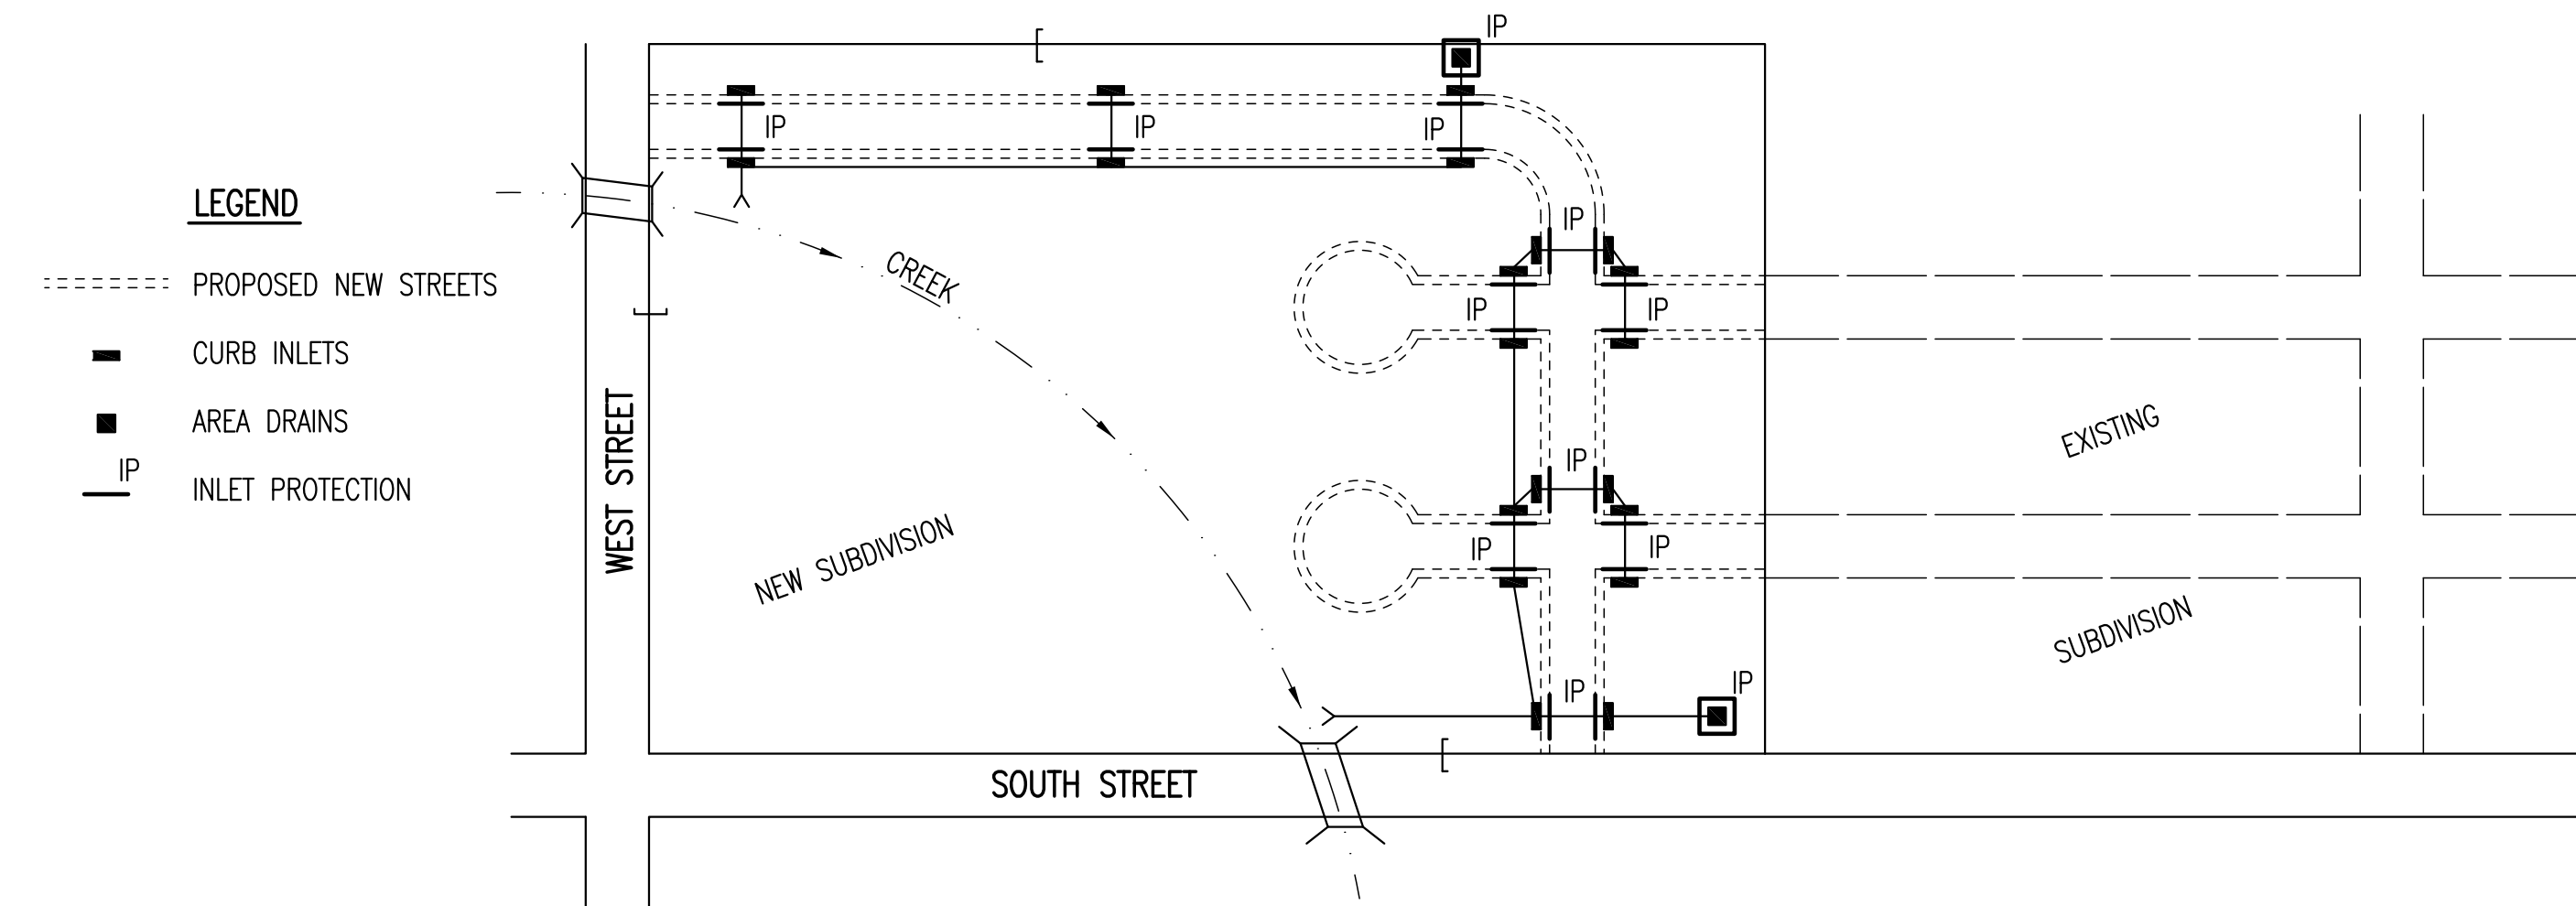 IP
IP
IP
IP
LEGEND
PROPOSED NEW STREETS
CURB INLETS
AREA DRAINS
IP
INLET PROTECTION
WEST STREET
CREEK
NEW SUBDIVISION
IP
IP
IP
IP
IP
IP
IP
IP
EXISTING
SUBDIVISION
SOUTH STREET